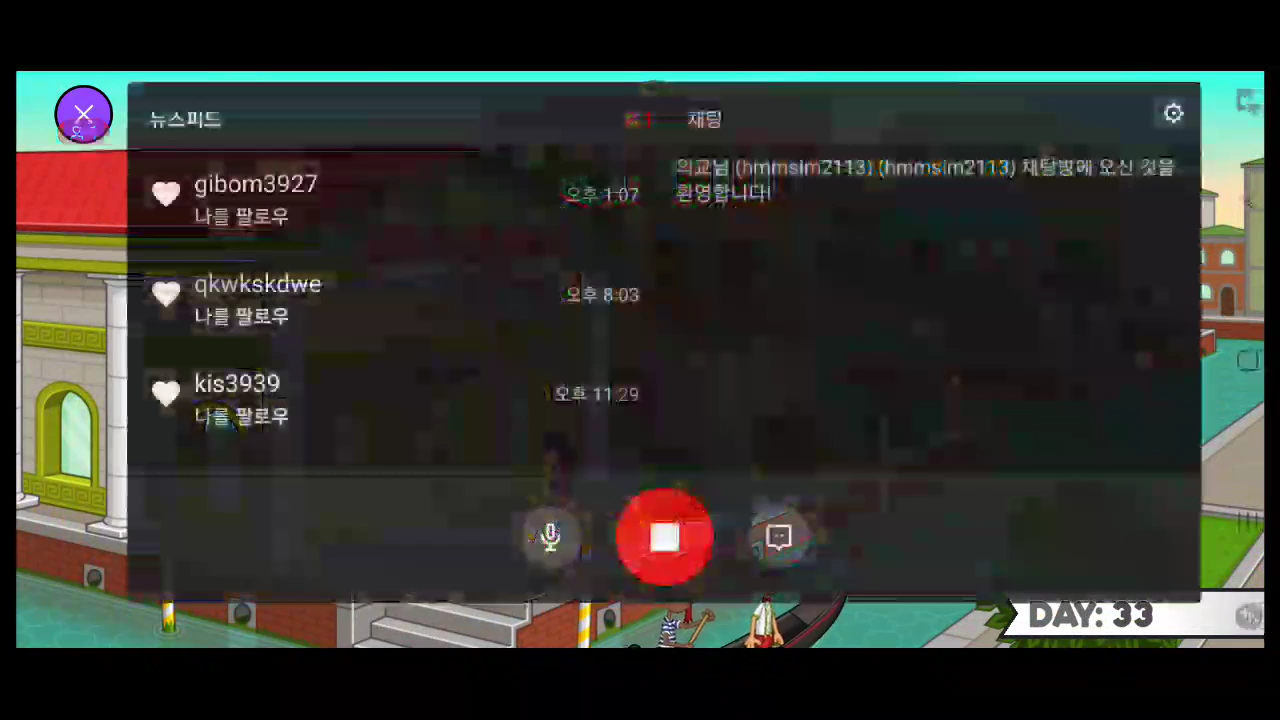 뉴스피드
채팅
gibom3927
나를 팔로우
오후 1:07
qkwkskdwe
나를 팔로우
오후 8:03
kis3939
나를 팔로우
오후 11:29
의교님 (hmmsim2113) (hmmsim2113) 채팅방에 오신 것을
환영합니다!
DAY: 33